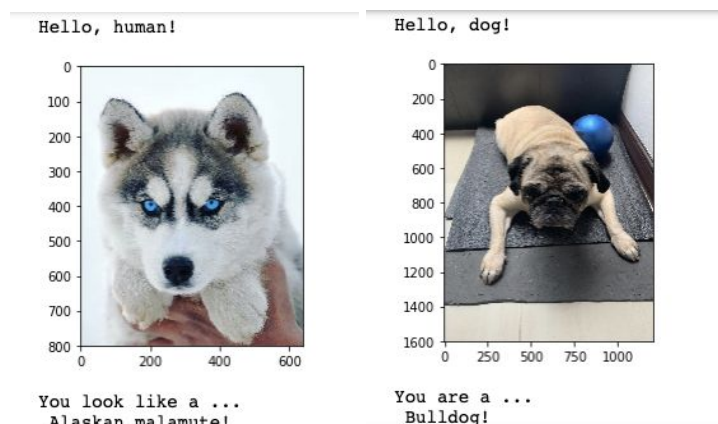 Hello, human!
0
100
200
300
400
500
600
700
800
0 200 400 600
You look like a ...
Alaskan malamute!
Hello, dog!
0
200
400
600
800
1000
1200
1400
1600
0 250 500 750 1000
You are a ...
Bulldog!